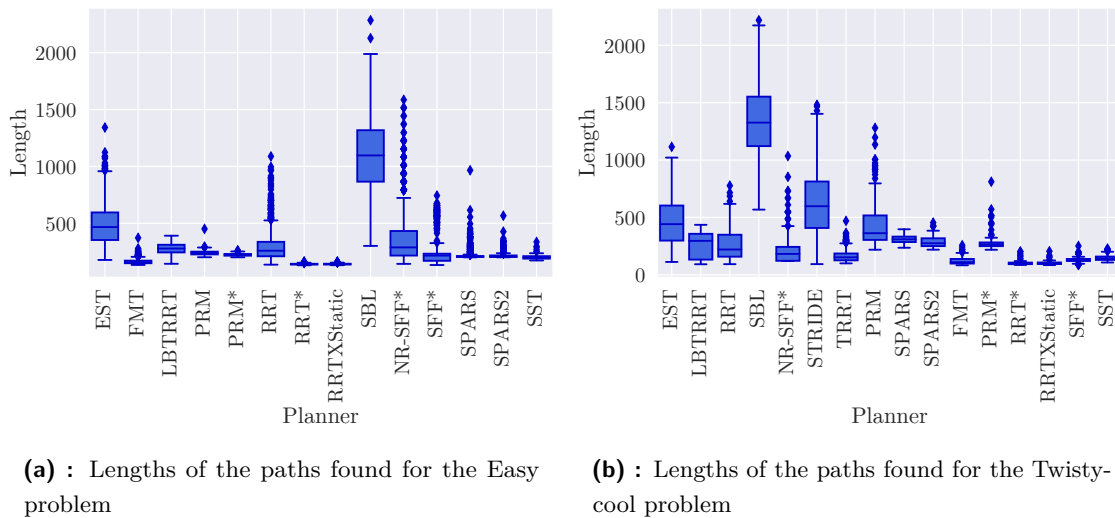 2000
1500
1000
500
Length
EST
FMT
LBTRRT
PRM
PRM*
RRT
RRT*
RRTXStatic
SBL
NR-SFF*
SFF*
SPARS
SPARS2
SST
Planner
(a) : Lengths of the paths found for the Easy
problem
2000
1500
1000
500
0
Length
EST
LBTRRT
RRT
SBL
NR-SFF*
STRIDE
TRRT
PRM
SPARS
SPARS2
FMT
PRM*
RRT*
RRTXStatic
SFF*
SST
Planner
(b) : Lengths of the paths found for the Twisty-
cool problem